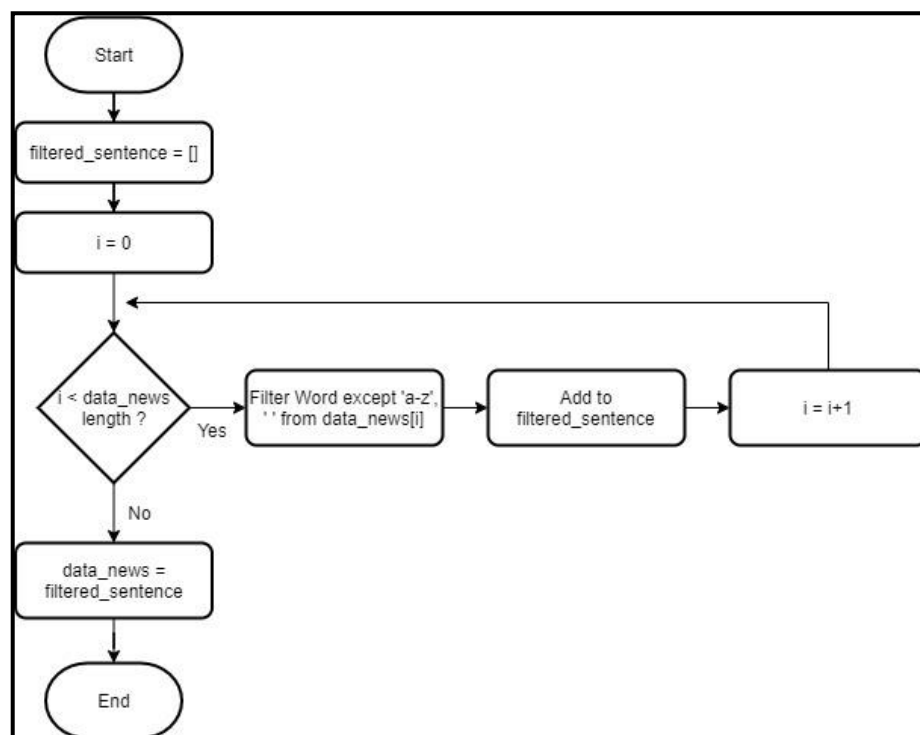 Start
filtered_sentence = []
i = 0
i < data_news
length ?
Yes
Filter Word except 'a-z',
' ' from data_news[i]
Add to
filtered_sentence
i = i+1
No
data_news =
filtered_sentence
End